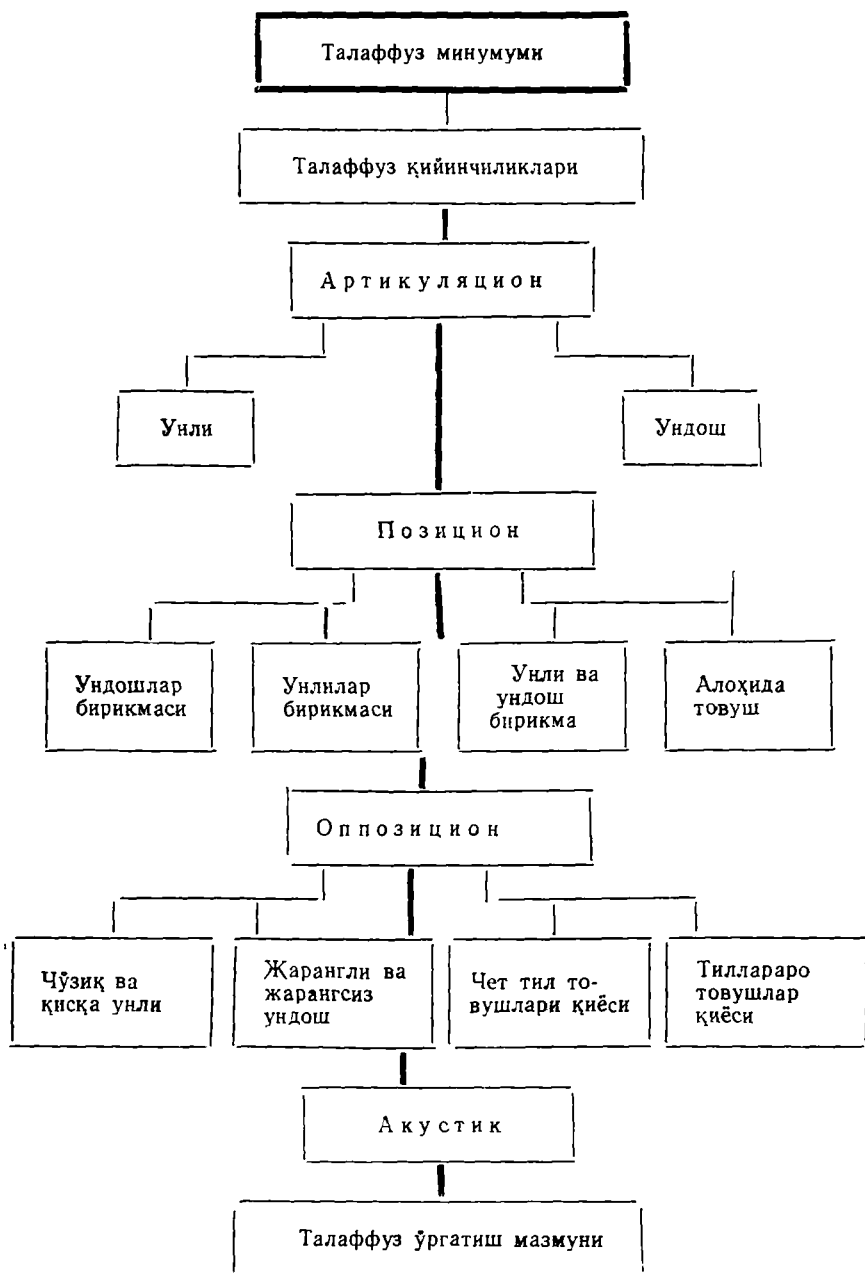 Талаффуз минумуми
Талаффуз қийинчиликлари
Артикуляцион
Унли
Ундош
Позицион
Ундошлар
бирикмаси
Унлилар
бирикмаси
Унли ва
ундош
бирикма
Алоҳида
товуш
Оппозицион
Чўзиқ ва
қисқа унли
Жарангли ва
жарангсиз
ундош
Чет тил то-
вушлари қиёси
Тиллараро
товушлар
қиёси
Акустик
Талаффуз ўргатиш мазмуни